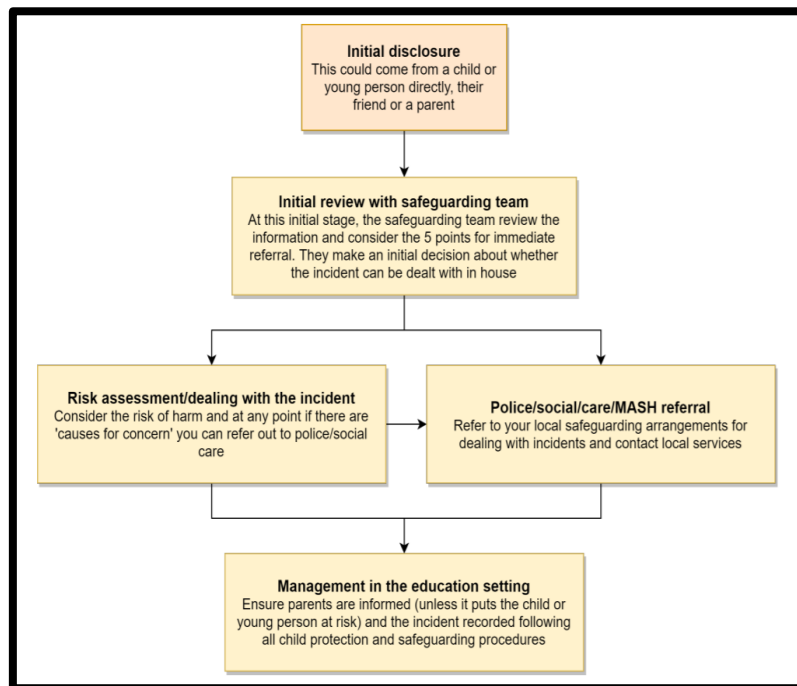 Initial disclosure
This could come from a child or
young person directly, their
friend or a parent
Initial review with safeguarding team
At this initial stage, the safeguarding team review the
information and consider the 5 points for immediate
referral. They make an initial decision about whether
the incident can be dealt with in house
Risk assessment/dealing with the incident
Consider the risk of harm and at any point if there are
'causes for concern' you can refer out to police/social
care
Police/social/care/MASH referral
Refer to your local safeguarding arrangements for
dealing with incidents and contact local services
Management in the education setting
Ensure parents are informed (unless it puts the child or
young person at risk) and the incident recorded following
all child protection and safeguarding procedures